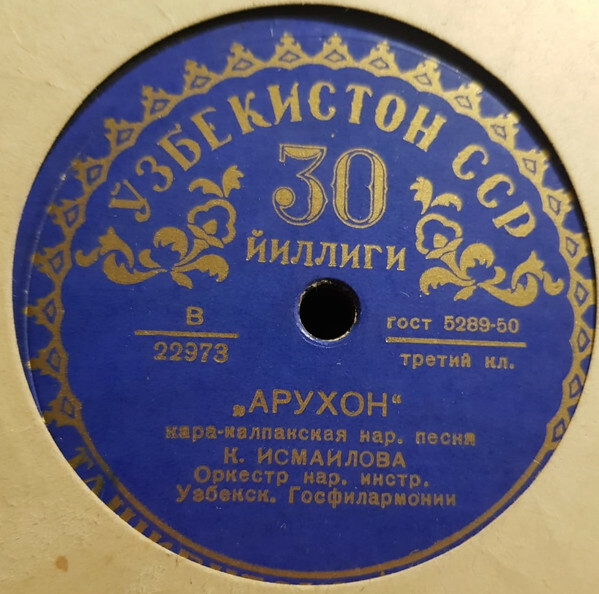 ЎЗБЕКИСТОН ССР
30
ЙИЛЛИГИ
В
22973
ГОСТ 5289-50
третий кл.
„АРУХОН“
кара-калпакская нар. песня
К. ИСМАИЛОВА
Оркестр нар. инстр.
Узбекск. Госфилармонии